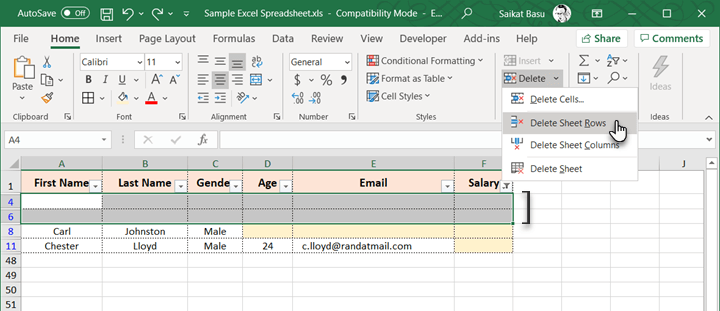 AutoSave Off Sample Excel Spreadsheet.xls - Compatibility Mode - E... Saikat Basu
File Home Insert Page Layout Formulas Data Review View Developer Add-ins Help Share Comments
Paste Calibri 11 General Conditional Formatting Insert
B I U A A $ % , Format as Table Delete Ideas
Cell Styles
Clipboard Font Alignment Number Styles Ideas
Delete Cells...
Delete Sheet Rows
Delete Sheet Columns
Delete Sheet
A4 fx
A B C D E F J
1 First Name Last Name Gende Age Email Salary
4
6
8 Carl Johnston Male
11 Chester Lloyd Male 24 c.lloyd@randatmail.com
48
49
50
51